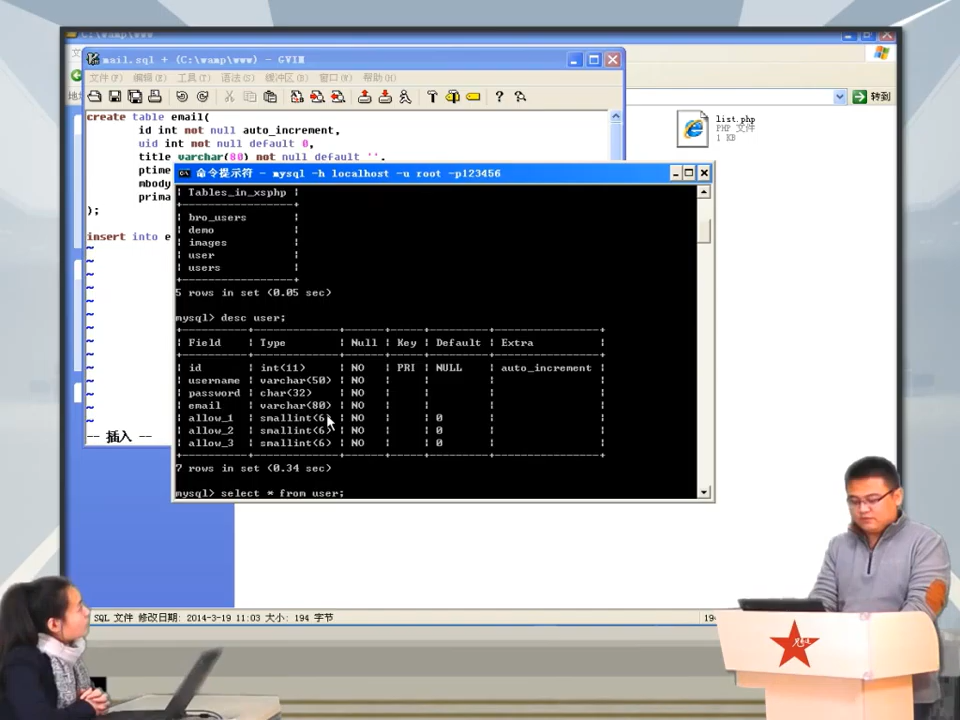 C:\wamp\www
mail.sql + (C:\wamp\www) - GVIM
文件(F) 编辑(E) 工具(T) 语法(S) 缓冲区(B) 窗口(W) 帮助(H)
转到
list.php
PHP 文件
1 KB
create table email(
id int not null auto_increment,
uid int not null default 0,
title varchar(80) not null default '',
ptime
mbody
prima
);
insert into e
~
~
~
~
~
~
~
~
~
~
~
~
~
~
-- 插入 --
命令提示符 - mysql -h localhost -u root -p123456
| Tables_in_xsphp |
+-----------------+
| bro_users |
| demo |
| images |
| user |
| users |
+-----------------+
5 rows in set (0.05 sec)
mysql> desc user;
+----------+-------------+------+-----+---------+----------------+
| Field | Type | Null | Key | Default | Extra |
+----------+-------------+------+-----+---------+----------------+
| id | int(11) | NO | PRI | NULL | auto_increment |
| username | varchar(50) | NO | | | |
| password | char(32) | NO | | | |
| email | varchar(80) | NO | | | |
| allow_1 | smallint(6) | NO | | 0 | |
| allow_2 | smallint(6) | NO | | 0 | |
| allow_3 | smallint(6) | NO | | 0 | |
+----------+-------------+------+-----+---------+----------------+
7 rows in set (0.34 sec)
mysql> select * from user;
SQL 文件 修改日期: 2014-3-19 11:03 大小: 194 字节
19